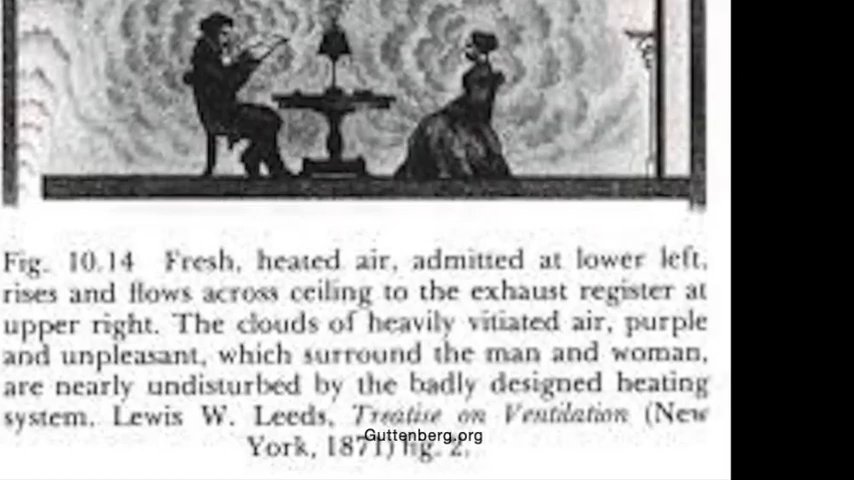 Fig. 10.14 Fresh, heated air, admitted at lower left,
rises and flows across ceiling to the exhaust register at
upper right. The clouds of heavily vitiated air, purple
and unpleasant, which surround the man and woman,
are nearly undisturbed by the badly designed heating
system. Lewis W. Leeds, Treatise on Ventilation (New
York, 1871) fig. 2.
Guttenberg.org